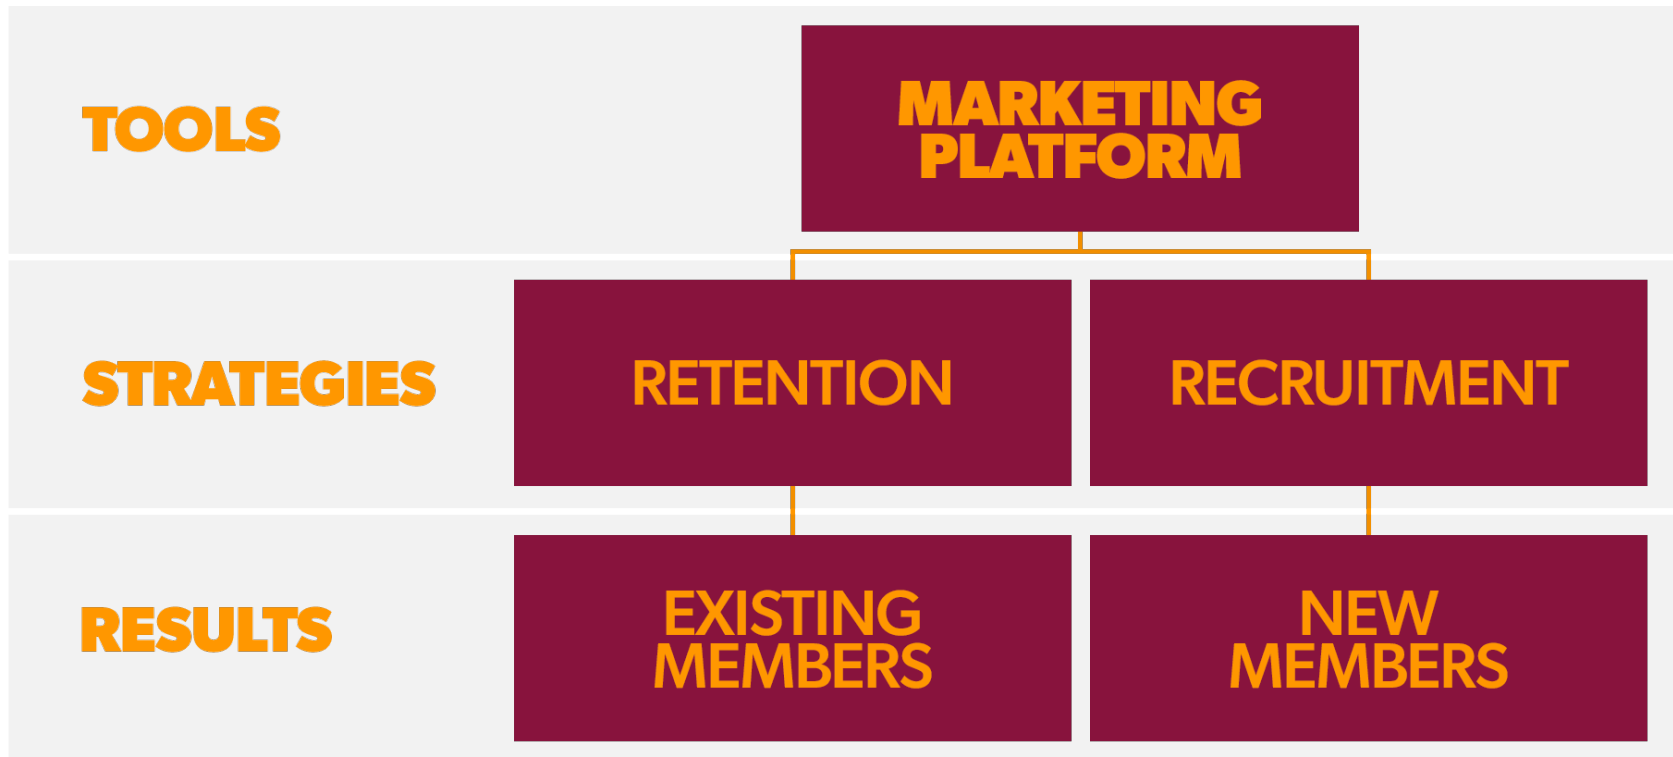 TOOLS
MARKETING
PLATFORM
STRATEGIES
RETENTION
RECRUITMENT
RESULTS
EXISTING
MEMBERS
NEW
MEMBERS